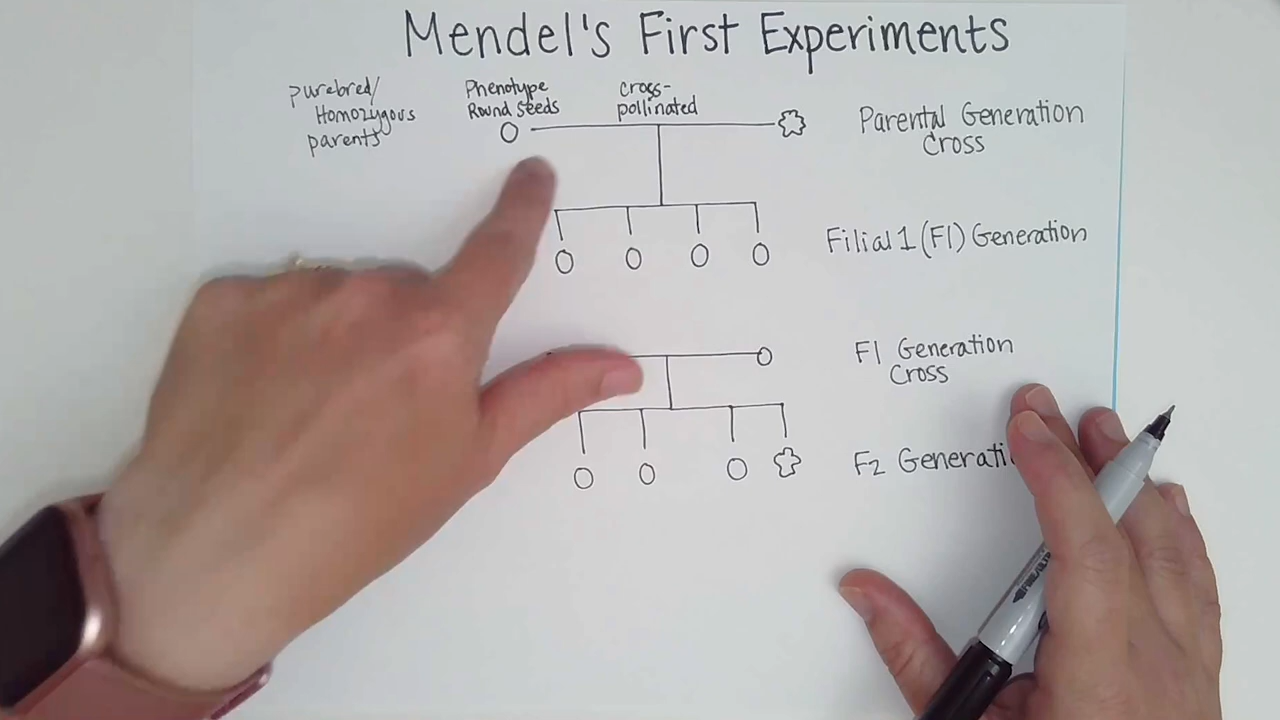 Mendel's First Experiments
purebred/
Homozygous
parents
Phenotype
Round seeds
cross-
pollinated
Parental Generation
Cross
Filial 1 (F1) Generation
F1 Generation
Cross
F2